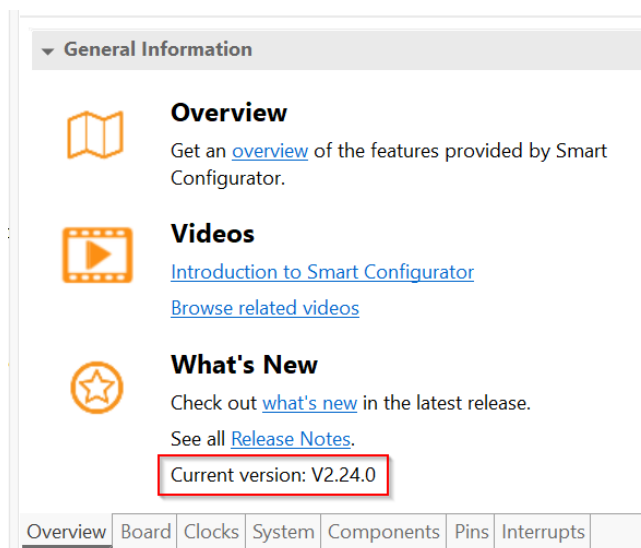 General Information
Overview
Get an overview of the features provided by Smart
Configurator.
Videos
Introduction to Smart Configurator
Browse related videos
What's New
Check out what's new in the latest release.
See all Release Notes.
Current version: V2.24.0
Overview Board Clocks System Components Pins Interrupts